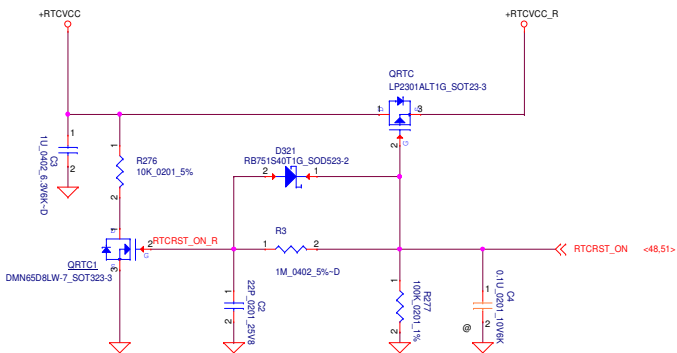 +RTCVCC
+RTCVCC_R
QRTC
LP2301ALT1G_SOT23-3
1
3
G
2
1
2
C3
1U_0402_6.3V6K~D
1
R276
10K_0201_5%
2
D321
RB751S40T1G_SOD523-2
2
1
1
QRTC1
DMN65D8LW-7_SOT323-3
3
2
G
RTCRST_ON_R
R3
1
2
1M_0402_5%~D
RTCRST_ON
<48,51>
1
2
C2
22P_0201_25V8
1
2
R277
100K_0201_1%
1
2
C4
0.1U_0201_10V6K
@